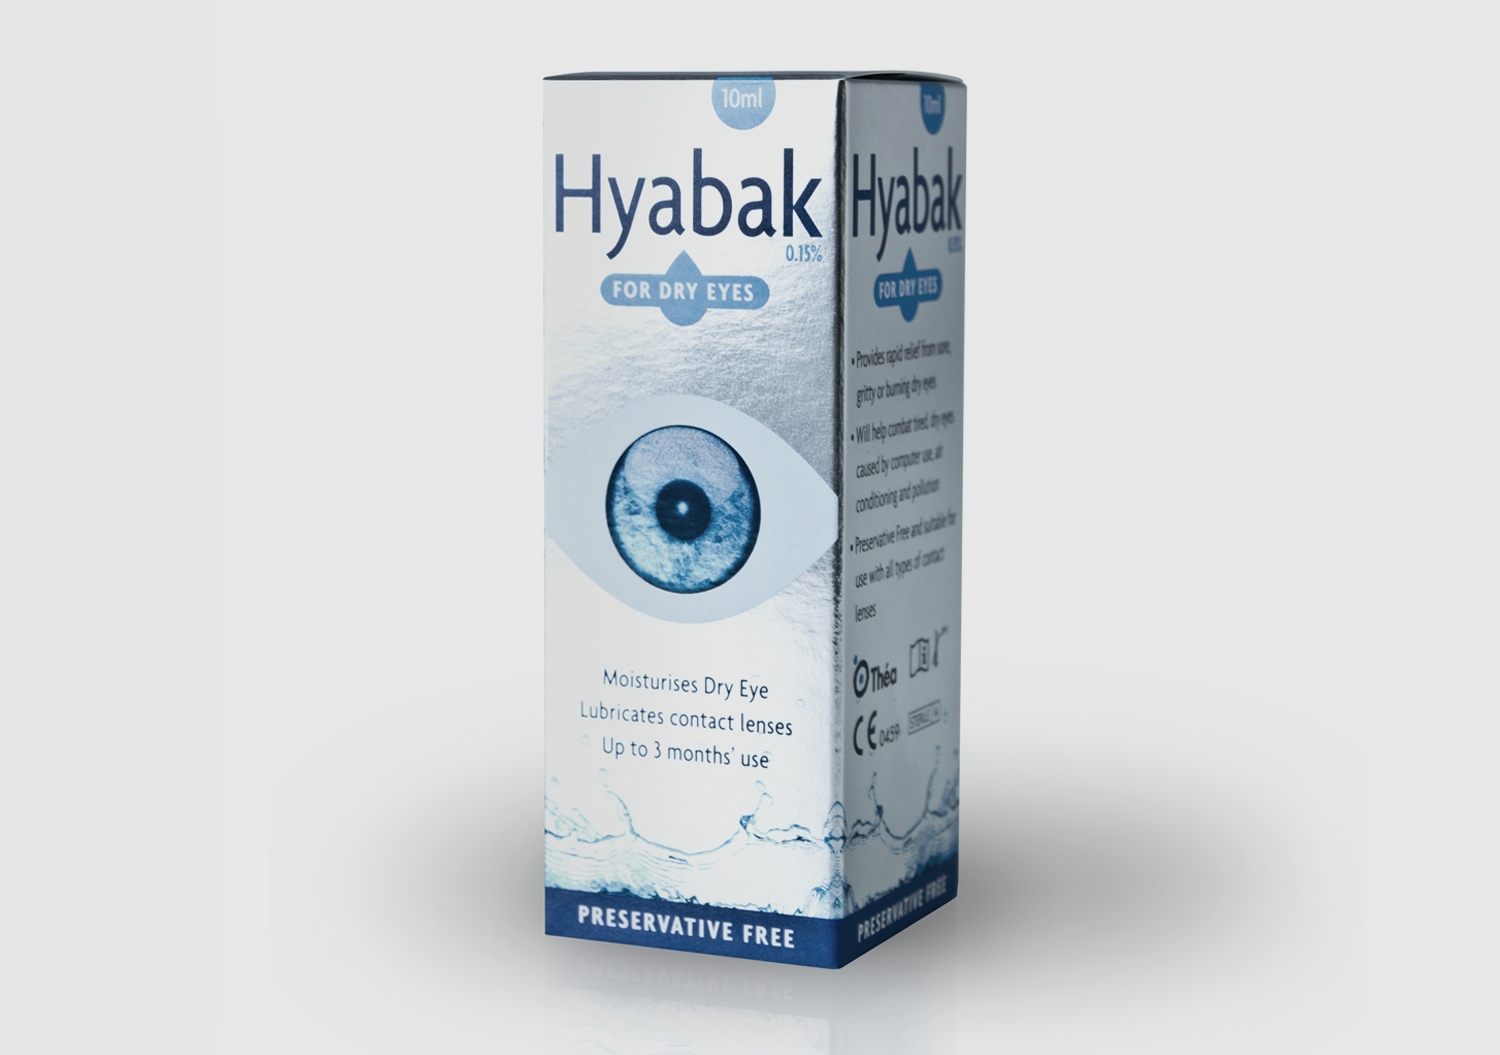 10ml
Hyabak
0.15%
FOR DRY EYES
Moisturises Dry Eye
Lubricates contact lenses
Up to 3 months' use
PRESERVATIVE FREE
10ml
Hyabak
0.15%
FOR DRY EYES
• Provides rapid relief from sore,
gritty or burning dry eyes
• Will help combat tired, dry eyes
caused by computer use, air
conditioning and pollution
• Preservative Free and suitable for
use with all types of contact
lenses
Théa
CE 0459
STERILE
PRESERVATIVE FREE